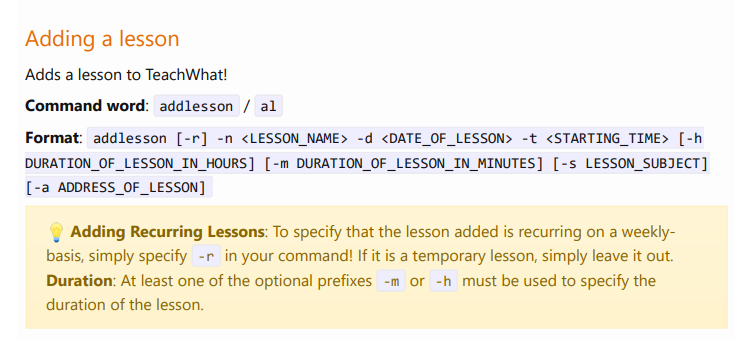 Adding a lesson
Adds a lesson to TeachWhat!
Command word: addlesson / al
Format: addlesson [-r] -n <LESSON_NAME> -d <DATE_OF_LESSON> -t <STARTING_TIME> [-h
DURATION_OF_LESSON_IN_HOURS] [-m DURATION_OF_LESSON_IN_MINUTES] [-s LESSON_SUBJECT]
[-a ADDRESS_OF_LESSON]
💡 Adding Recurring Lessons: To specify that the lesson added is recurring on a weekly-
basis, simply specify -r in your command! If it is a temporary lesson, simply leave it out.
Duration: At least one of the optional prefixes -m or -h must be used to specify the
duration of the lesson.